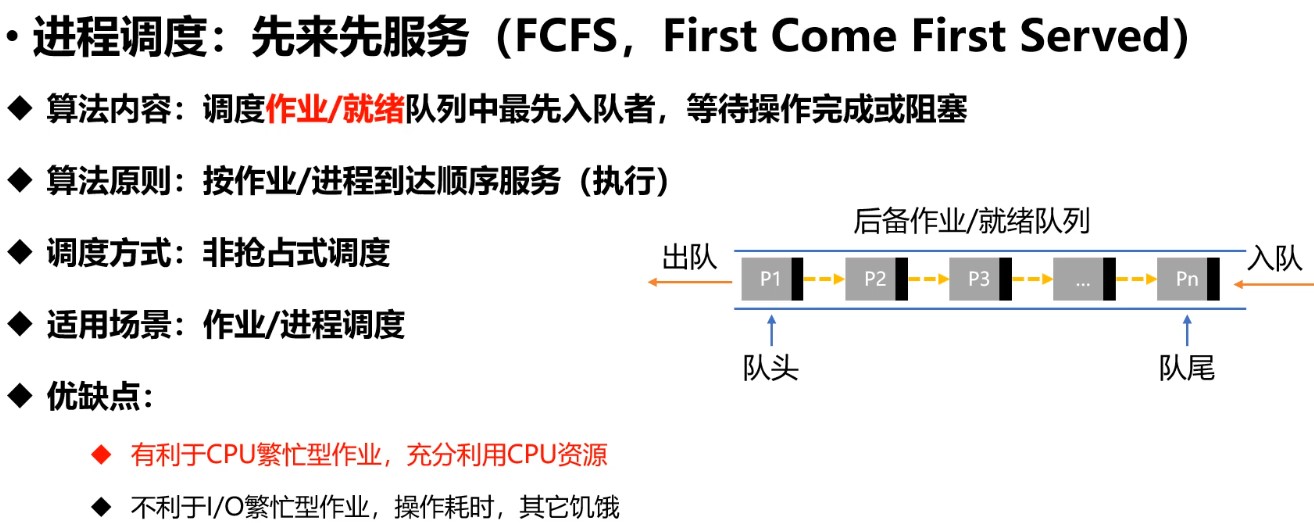 • 进程调度：先来先服务（FCFS，First Come First Served）
◆ 算法内容：调度作业/就绪队列中最先入队者，等待操作完成或阻塞
◆ 算法原则：按作业/进程到达顺序服务（执行）
◆ 调度方式：非抢占式调度
◆ 适用场景：作业/进程调度
◆ 优缺点：
◆ 有利于CPU繁忙型作业，充分利用CPU资源
◆ 不利于I/O繁忙型作业，操作耗时，其它饥饿
后备作业/就绪队列
出队
P1 P2 P3 ... Pn
入队
队头
队尾